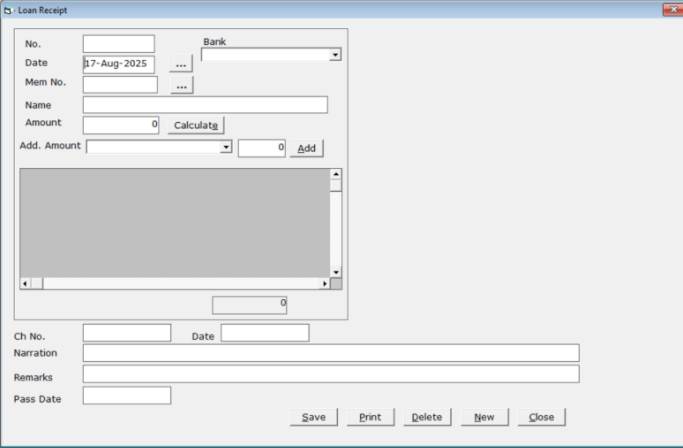 Loan Receipt
No.
Bank
Date 17-Aug-2025 ...
Mem No. ...
Name
Amount 0 Calculate
Add. Amount 0 Add
0
Ch No. Date
Narration
Remarks
Pass Date
Save Print Delete New Close